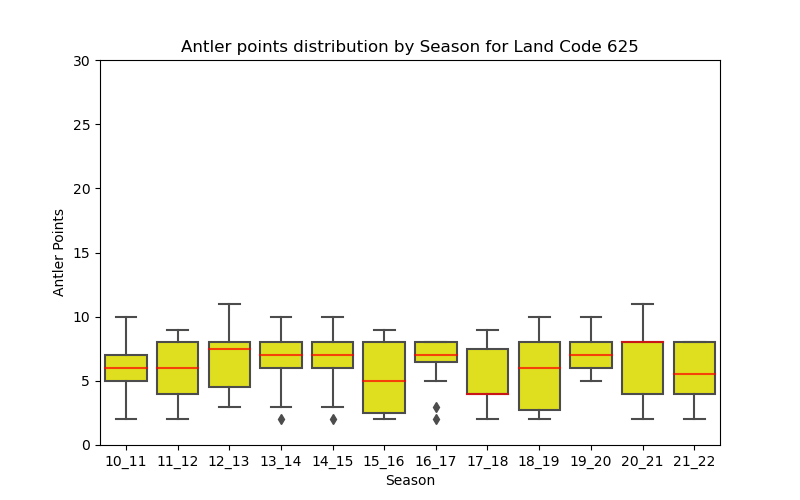 Antler points distribution by Season for Land Code 625
30
25
20
15
10
5
0
Antler Points
10_11 11_12 12_13 13_14 14_15 15_16 16_17 17_18 18_19 19_20 20_21 21_22
Season